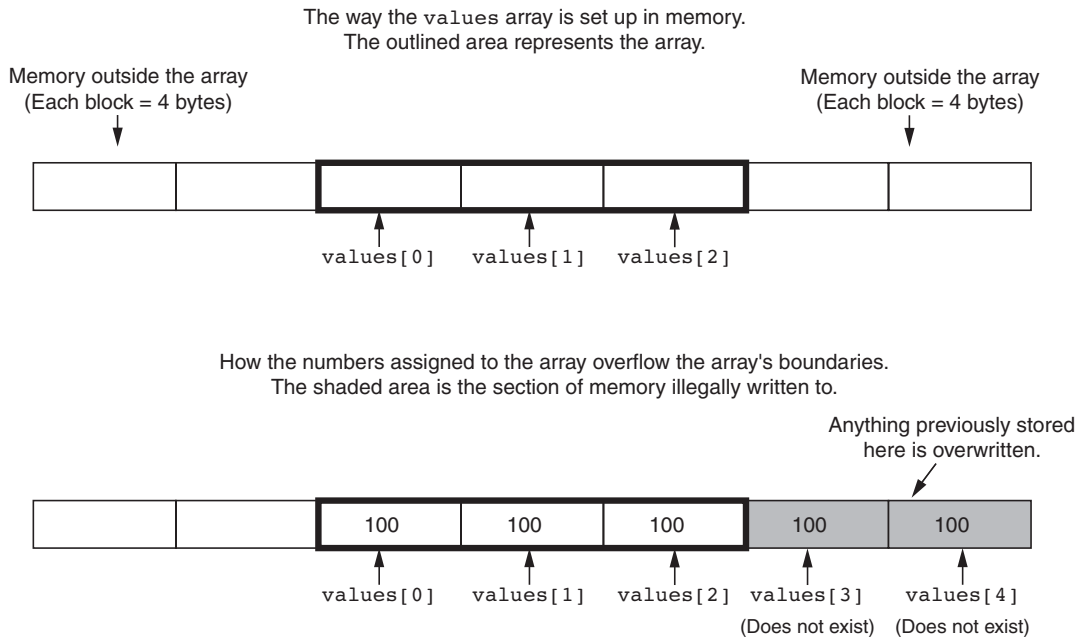 The way the values array is set up in memory.
The outlined area represents the array.
Memory outside the array
(Each block = 4 bytes)
Memory outside the array
(Each block = 4 bytes)
values[0]
values[1]
values[2]
How the numbers assigned to the array overflow the array's boundaries.
The shaded area is the section of memory illegally written to.
Anything previously stored
here is overwritten.
100
100
100
100
100
values[0]
values[1]
values[2]
values[3]
values[4]
(Does not exist)
(Does not exist)